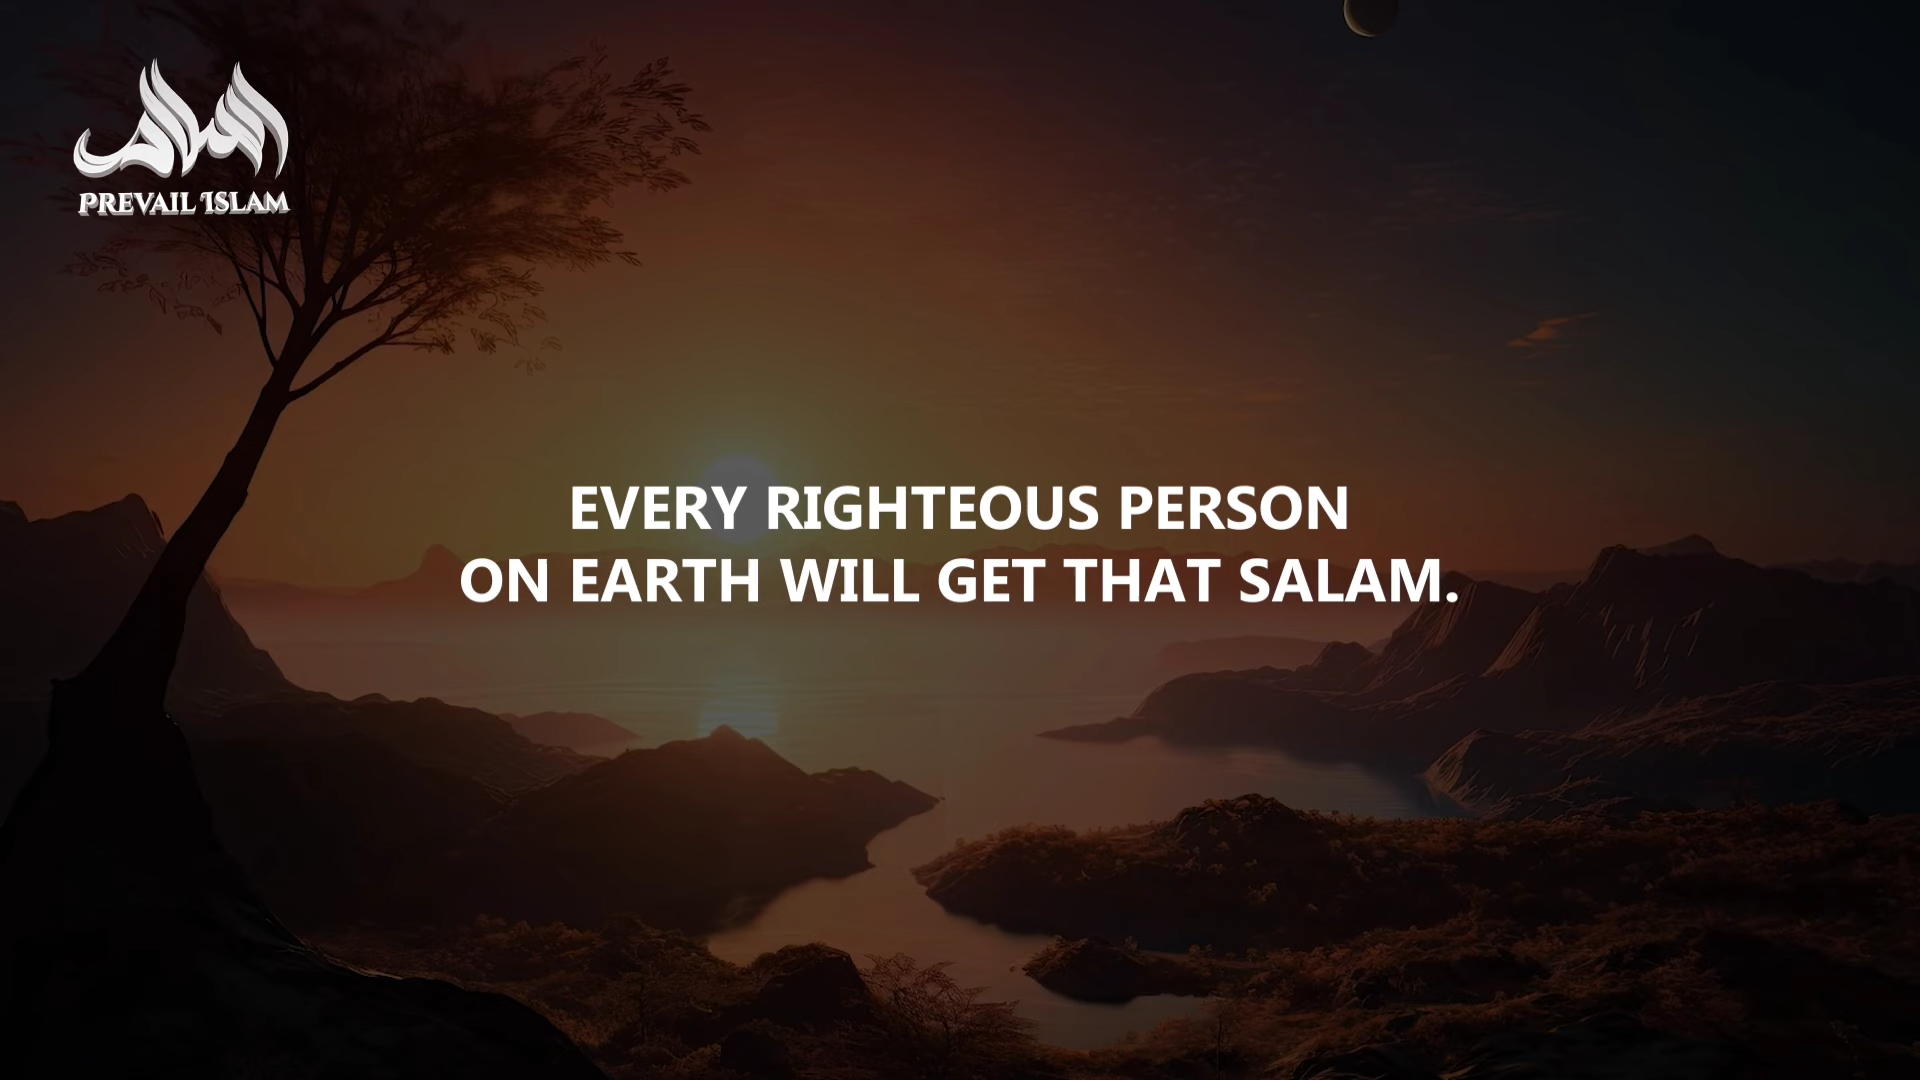 PREVAIL ISLAM
EVERY RIGHTEOUS PERSON
ON EARTH WILL GET THAT SALAM.